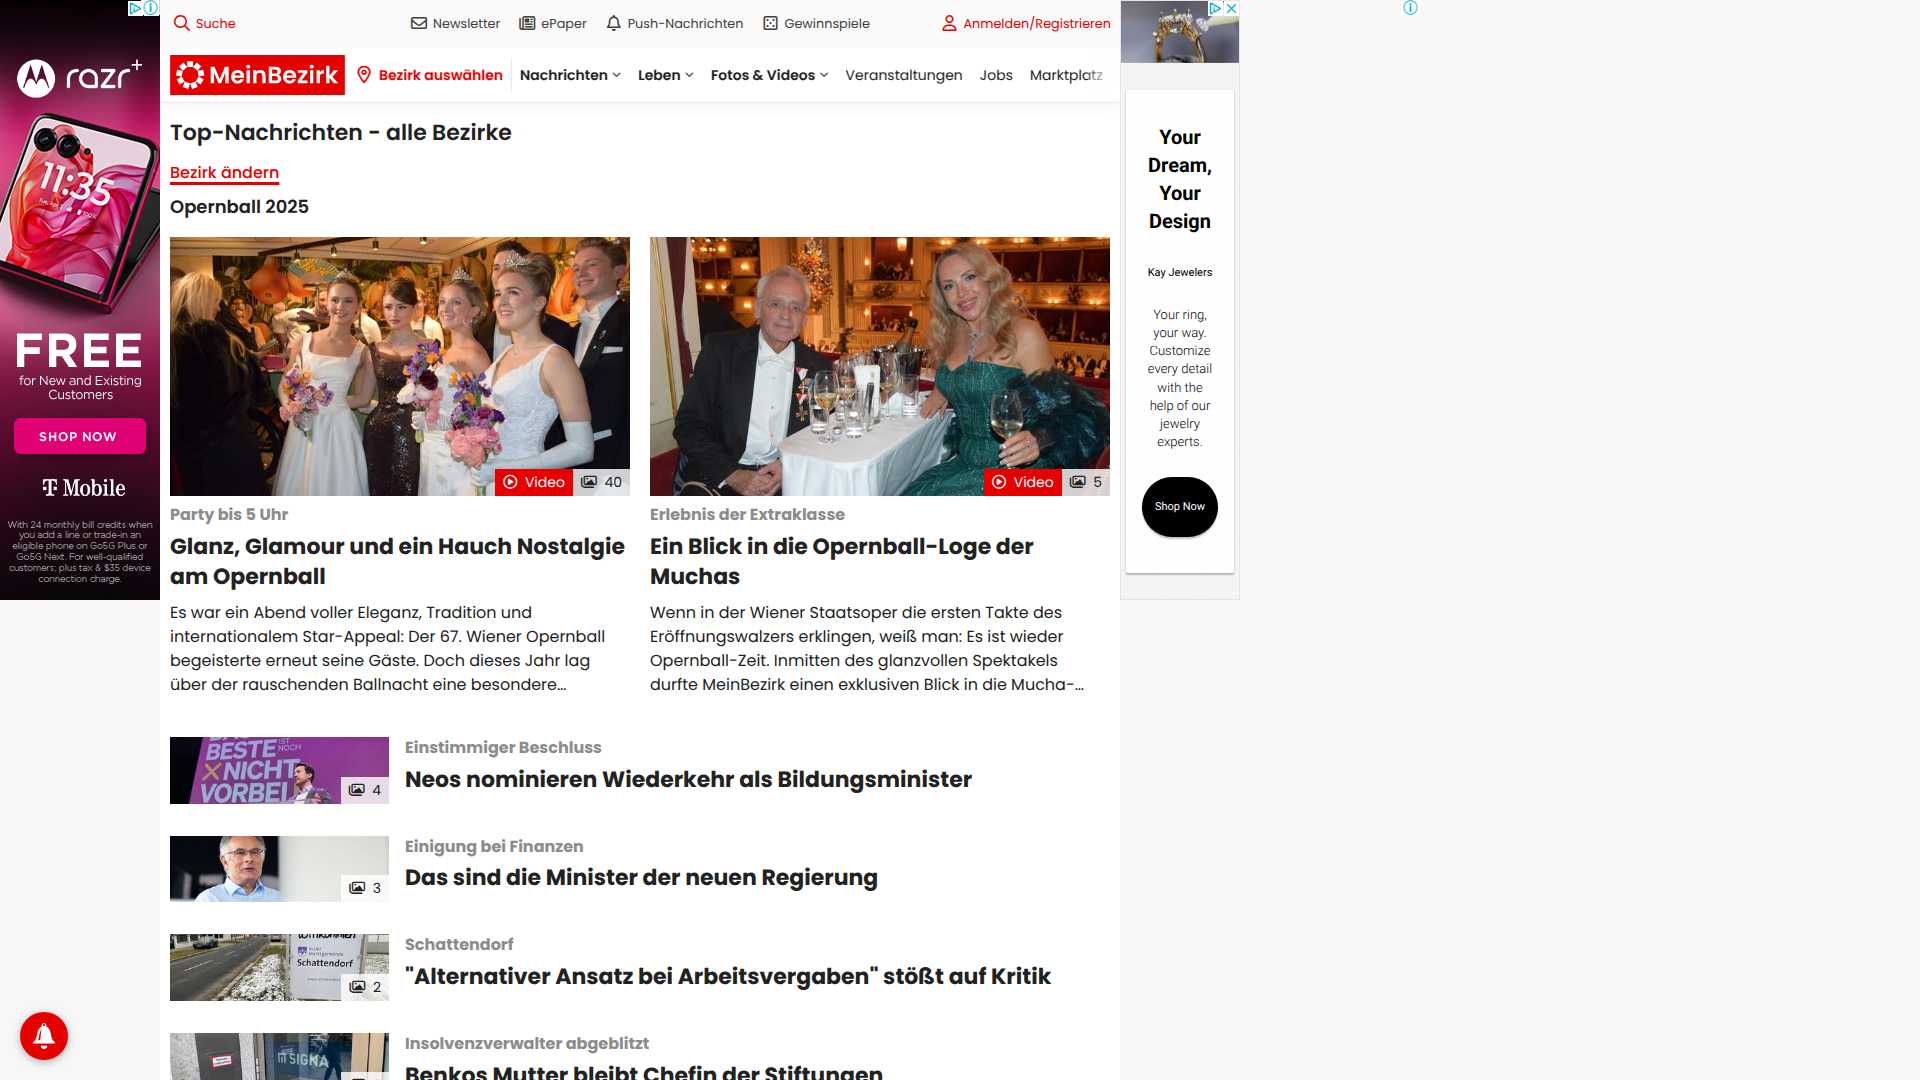 Suche
Newsletter
ePaper
Push-Nachrichten
Gewinnspiele
Anmelden/Registrieren
MeinBezirk
Bezirk auswählen
Nachrichten
Leben
Fotos & Videos
Veranstaltungen
Jobs
Marktplatz
razr+
11:35
FREE
for New and Existing
Customers
SHOP NOW
T Mobile
With 24 monthly bill credits when
you add a line or trade-in an
eligible phone on Go5G Plus or
Go5G Next. For well-qualified
customers; plus tax & $35 device
connection charge.
Top-Nachrichten - alle Bezirke
Bezirk ändern
Opernball 2025
Video
40
Party bis 5 Uhr
Glanz, Glamour und ein Hauch Nostalgie
am Opernball
Es war ein Abend voller Eleganz, Tradition und
internationalem Star-Appeal: Der 67. Wiener Opernball
begeisterte erneut seine Gäste. Doch dieses Jahr lag
über der rauschenden Ballnacht eine besondere...
Video
5
Erlebnis der Extraklasse
Ein Blick in die Opernball-Loge der
Muchas
Wenn in der Wiener Staatsoper die ersten Takte des
Eröffnungswalzers erklingen, weiß man: Es ist wieder
Opernball-Zeit. Inmitten des glanzvollen Spektakels
durfte MeinBezirk einen exklusiven Blick in die Mucha-...
BESTE IST NOCH
NICHT
VORBEI
4
Einstimmiger Beschluss
Neos nominieren Wiederkehr als Bildungsminister
3
Einigung bei Finanzen
Das sind die Minister der neuen Regierung
Willkommen
Marktgemeinde
Schattendorf
2
Schattendorf
"Alternativer Ansatz bei Arbeitsvergaben" stößt auf Kritik
SIGNA
Insolvenzverwalter abgeblitzt
Benkos Mutter bleibt Chefin der Stiftungen
Your
Dream,
Your
Design
Kay Jewelers
Your ring,
your way.
Customize
every detail
with the
help of our
jewelry
experts.
Shop Now